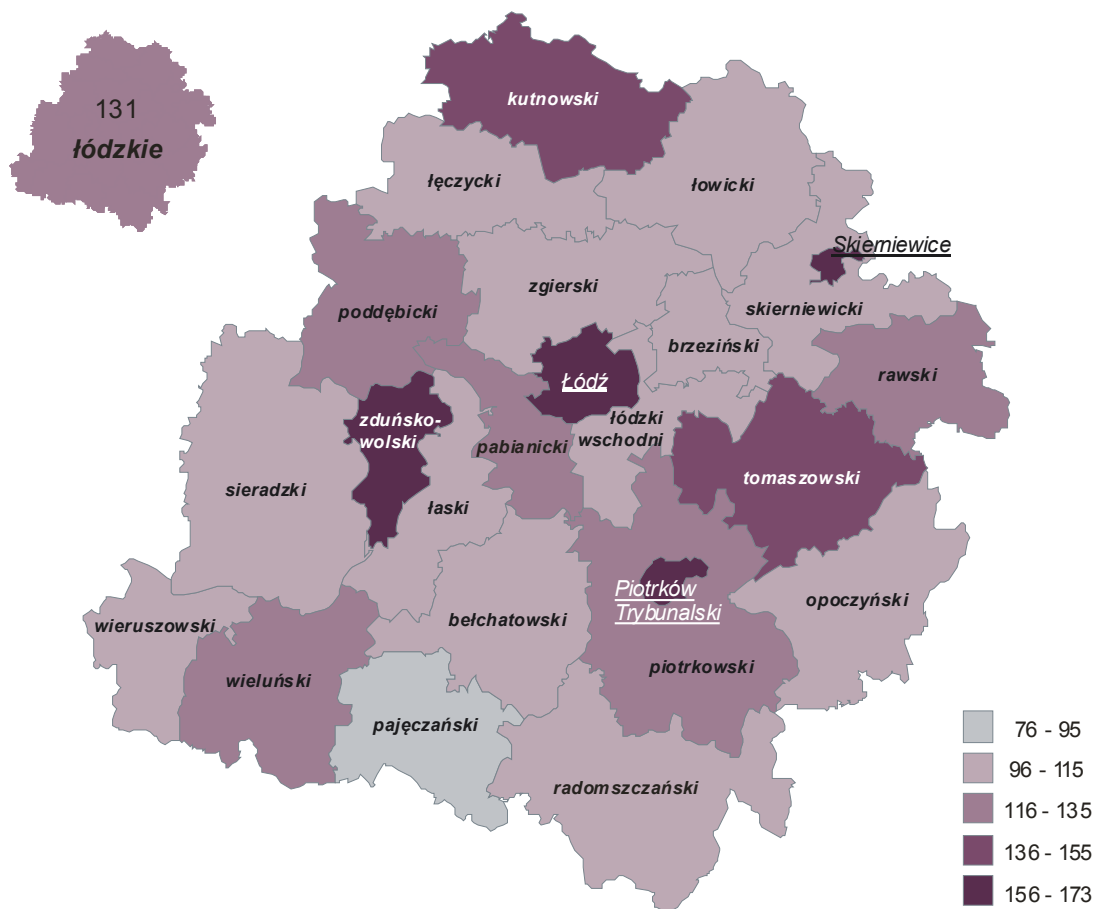 131
łódzkie
kutnowski
łęczycki
łowicki
Skierniewice
zgierski
skierniewicki
poddębicki
brzeziński
rawski
Łódź
zduńsko-
wolski
łódzki
wschodni
pabianicki
tomaszowski
sieradzki
łaski
Piotrków
Trybunalski
opoczyński
wieruszowski
bełchatowski
piotrkowski
wieluński
pajęczański
radomszczański
76 - 95
96 - 115
116 - 135
136 - 155
156 - 173